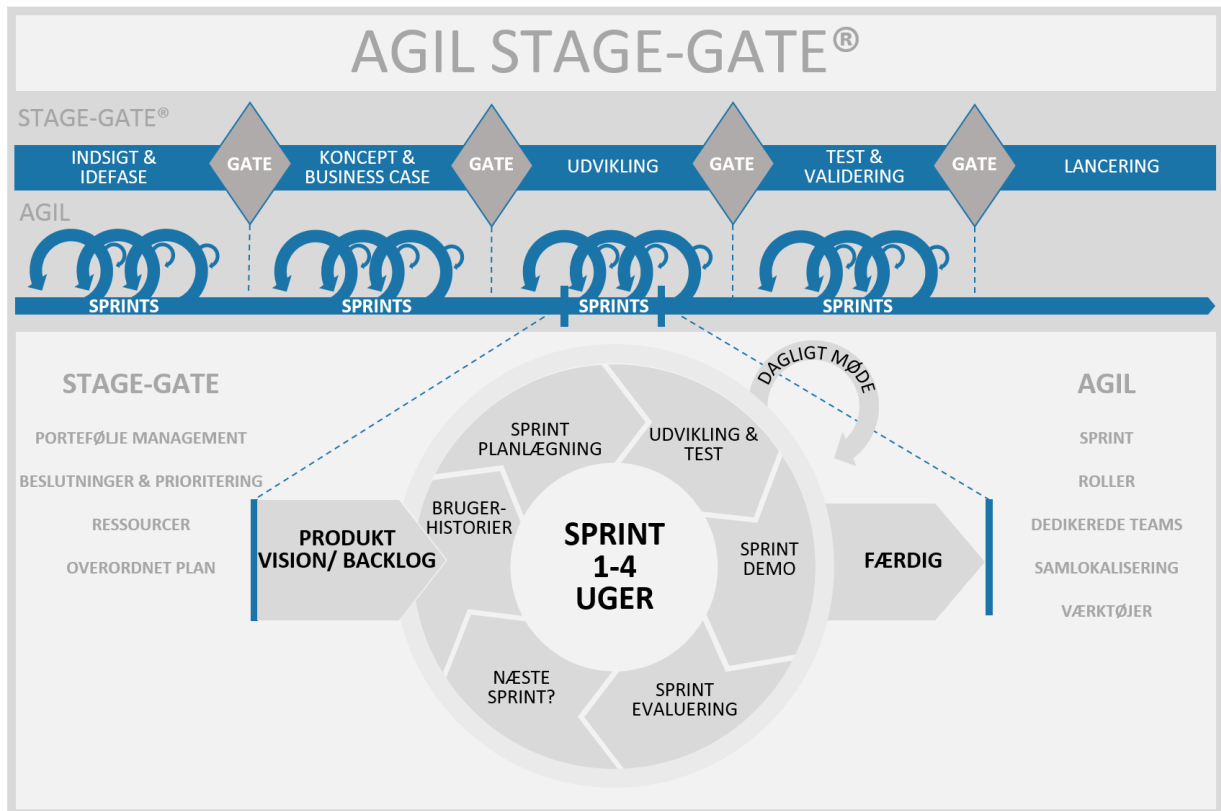 AGIL STAGE-GATE®
STAGE-GATE®
INDSIGT &
IDEFASE
GATE
KONCEPT &
BUSINESS CASE
GATE
UDVIKLING
GATE
TEST &
VALIDERING
GATE
LANCERING
AGIL
SPRINTS
SPRINTS
SPRINTS
SPRINTS
STAGE-GATE
PORTEFØLJE MANAGEMENT
BESLUTNINGER & PRIORITERING
RESSOURCER
OVERORDNET PLAN
PRODUKT
VISION/ BACKLOG
BRUGER-
HISTORIER
SPRINT
PLANLÆGNING
UDVIKLING &
TEST
SPRINT
DEMO
SPRINT
EVALUERING
NÆSTE
SPRINT?
SPRINT
1-4
UGER
DAGLIGT MØDE
FÆRDIG
AGIL
SPRINT
ROLLER
DEDIKEREDE TEAMS
SAMLOKALISERING
VÆRKTØJER